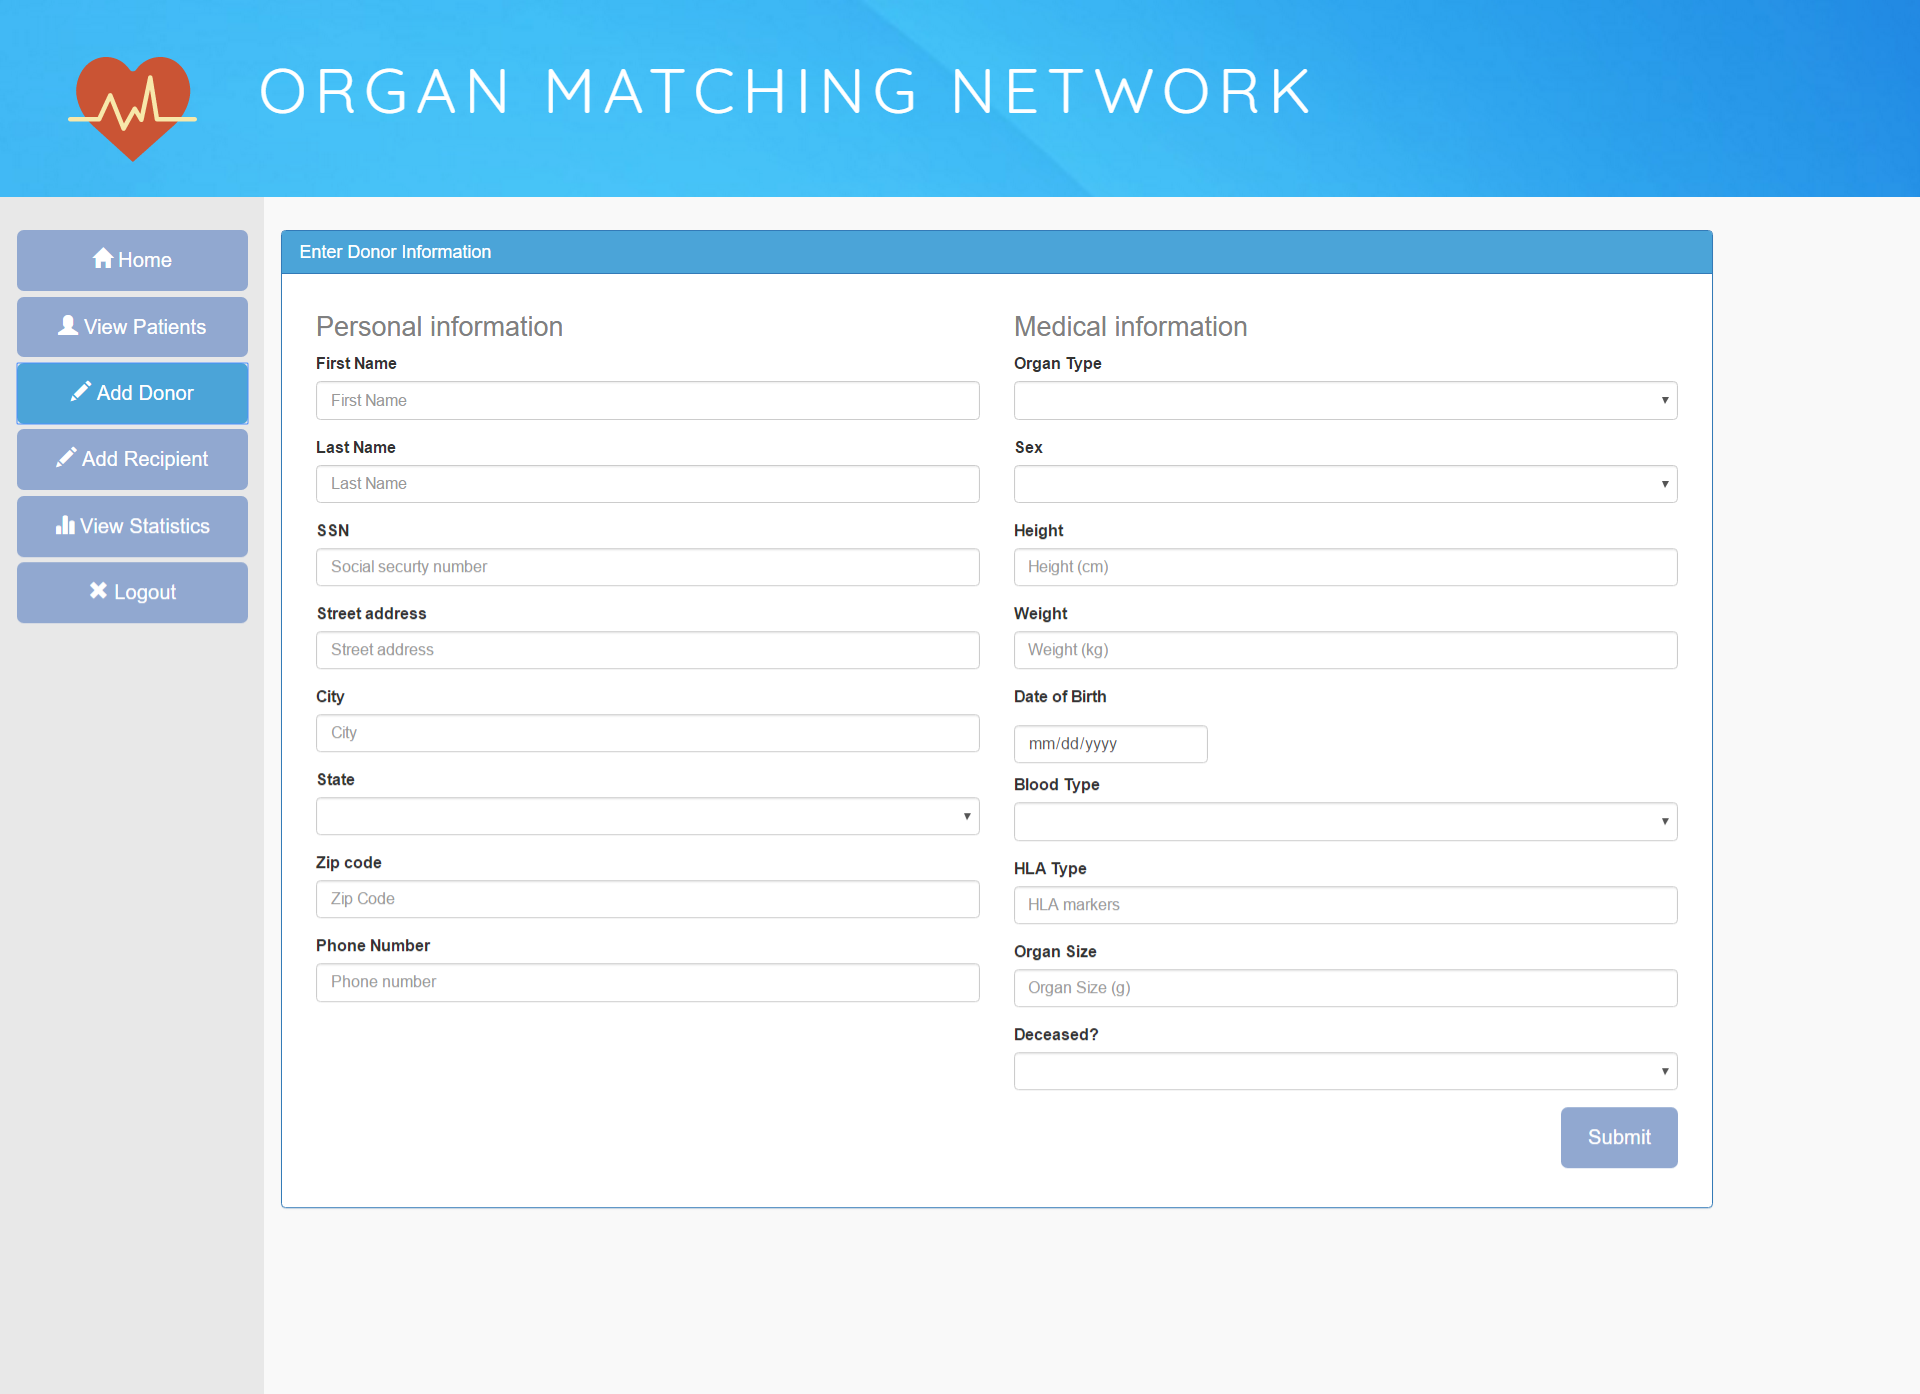 ORGAN MATCHING NETWORK
Home
View Patients
Add Donor
Add Recipient
View Statistics
Logout
Enter Donor Information
Personal information
First Name
First Name
Last Name
Last Name
SSN
Social securty number
Street address
Street address
City
City
State
Zip code
Zip Code
Phone Number
Phone number
Medical information
Organ Type
Sex
Height
Height (cm)
Weight
Weight (kg)
Date of Birth
mm/dd/yyyy
Blood Type
HLA Type
HLA markers
Organ Size
Organ Size (g)
Deceased?
Submit